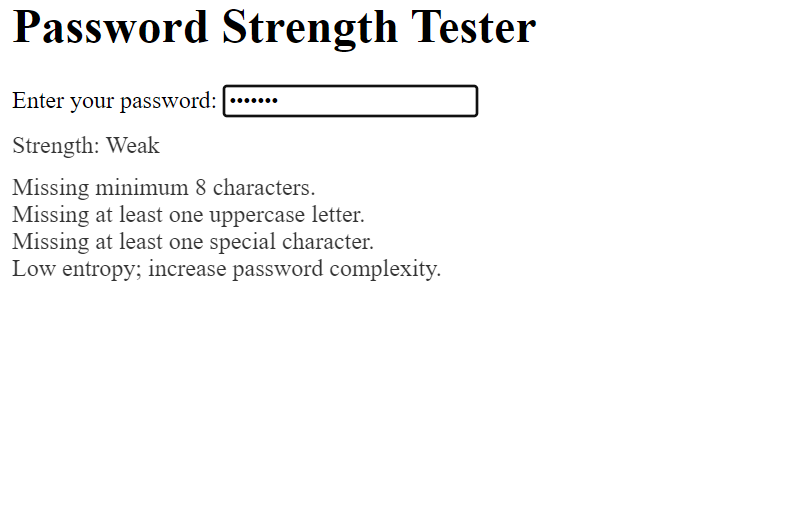 Password Strength Tester
Enter your password: •••••••
Strength: Weak
Missing minimum 8 characters.
Missing at least one uppercase letter.
Missing at least one special character.
Low entropy; increase password complexity.